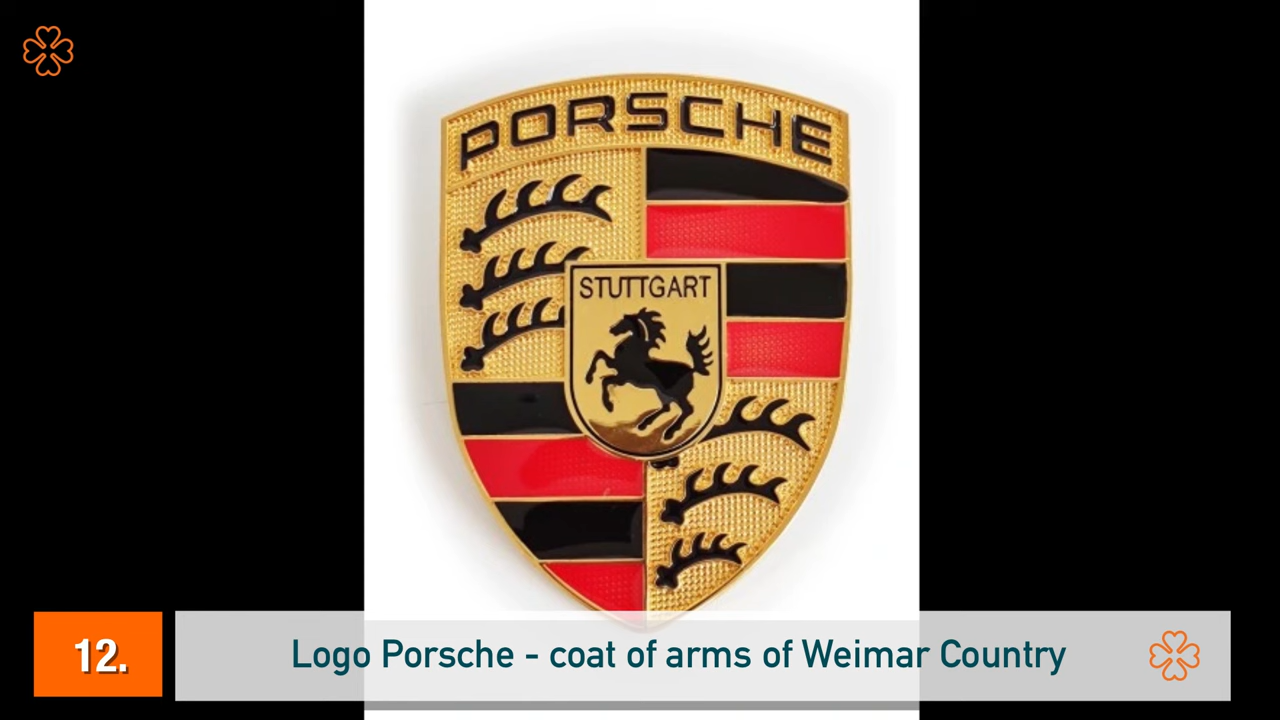 PORSCHE
STUTTGART
12.
Logo Porsche - coat of arms of Weimar Country